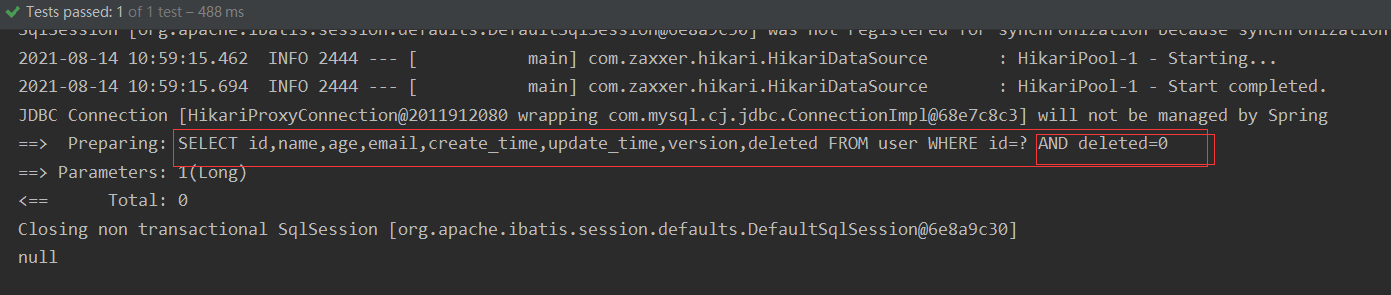 Tests passed: 1 of 1 test – 488 ms
SqlSession [org.apache.ibatis.session.defaults.DefaultSqlSession@6e8a9c30] was not registered for synchronization because synchronization
2021-08-14 10:59:15.462  INFO 2444 --- [           main] com.zaxxer.hikari.HikariDataSource       : HikariPool-1 - Starting...
2021-08-14 10:59:15.694  INFO 2444 --- [           main] com.zaxxer.hikari.HikariDataSource       : HikariPool-1 - Start completed.
JDBC Connection [HikariProxyConnection@2011912080 wrapping com.mysql.cj.jdbc.ConnectionImpl@68e7c8c3] will not be managed by Spring
==>  Preparing: SELECT id,name,age,email,create_time,update_time,version,deleted FROM user WHERE id=? AND deleted=0
==> Parameters: 1(Long)
<==      Total: 0
Closing non transactional SqlSession [org.apache.ibatis.session.defaults.DefaultSqlSession@6e8a9c30]
null